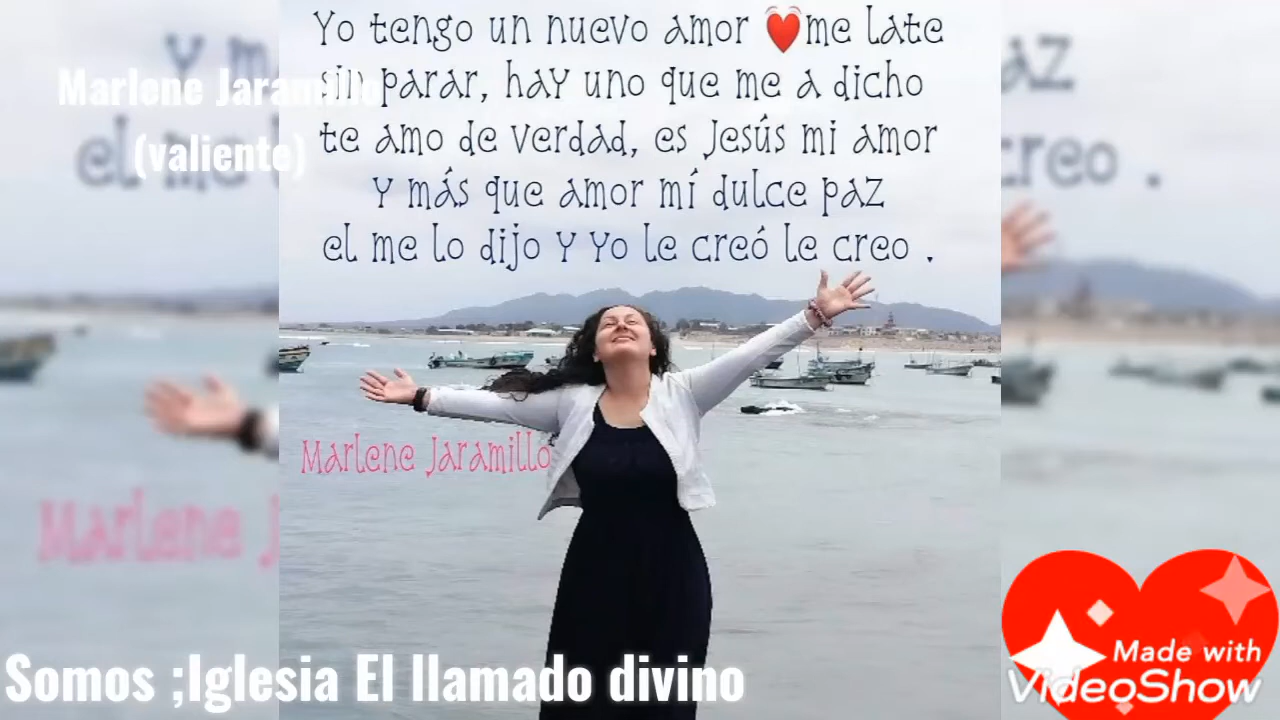 Yo tengo un nuevo amor ❤me late
sin parar, hay uno que me a dicho
te amo de verdad, es Jesús mi amor
Y más que amor mí dulce paz
el me lo dijo Y Yo le creó le creo .
Marlene Jaramillo
(valiente)
Marlene Jaramillo
Somos ;Iglesia El llamado divino
Made with
VideoShow